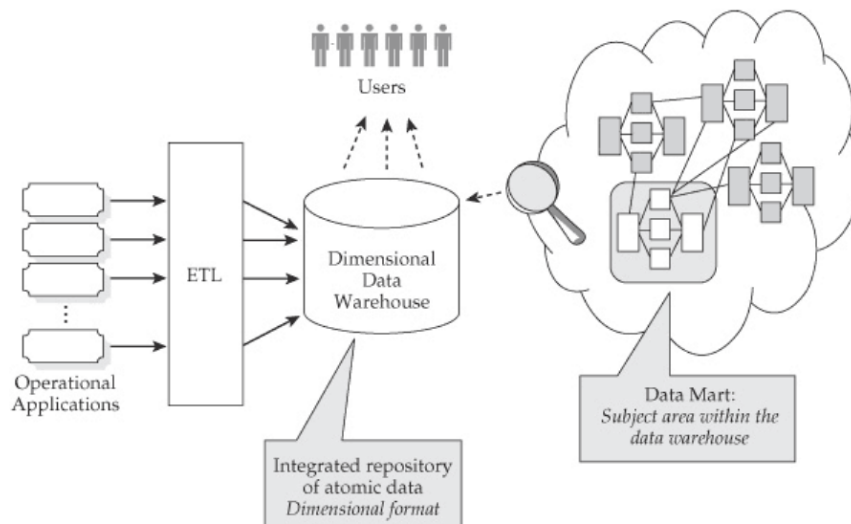 Users
ETL
Dimensional
Data
Warehouse
Operational
Applications
Data Mart:
Subject area within the
data warehouse
Integrated repository
of atomic data
Dimensional format